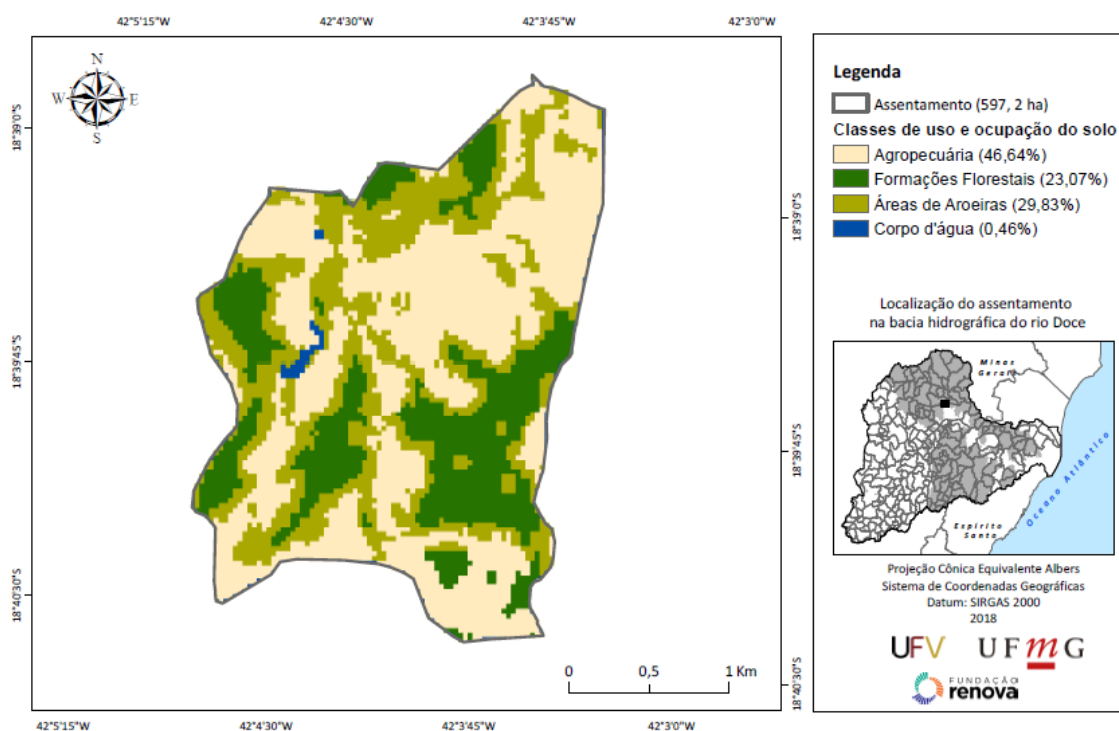 42°5'15"W 42°4'30"W 42°3'45"W 42°3'0"W
N
W E
S
18°39'0"S
18°39'45"S
18°40'30"S
18°39'0"S
18°39'45"S
18°40'30"S
0 0,5 1 Km
42°5'15"W 42°4'30"W 42°3'45"W 42°3'0"W
Legenda
Assentamento (597, 2 ha)
Classes de uso e ocupação do solo
Agropecuária (46,64%)
Formações Florestais (23,07%)
Áreas de Aroeiras (29,83%)
Corpo d'água (0,46%)
Localização do assentamento
na bacia hidrográfica do rio Doce
Minas
Gerais
Oceano Atlântico
Espírito
Santo
Projeção Cônica Equivalente Albers
Sistema de Coordenadas Geográficas
Datum: SIRGAS 2000
2018
UFV UFmG
FUNDAÇÃO
renova